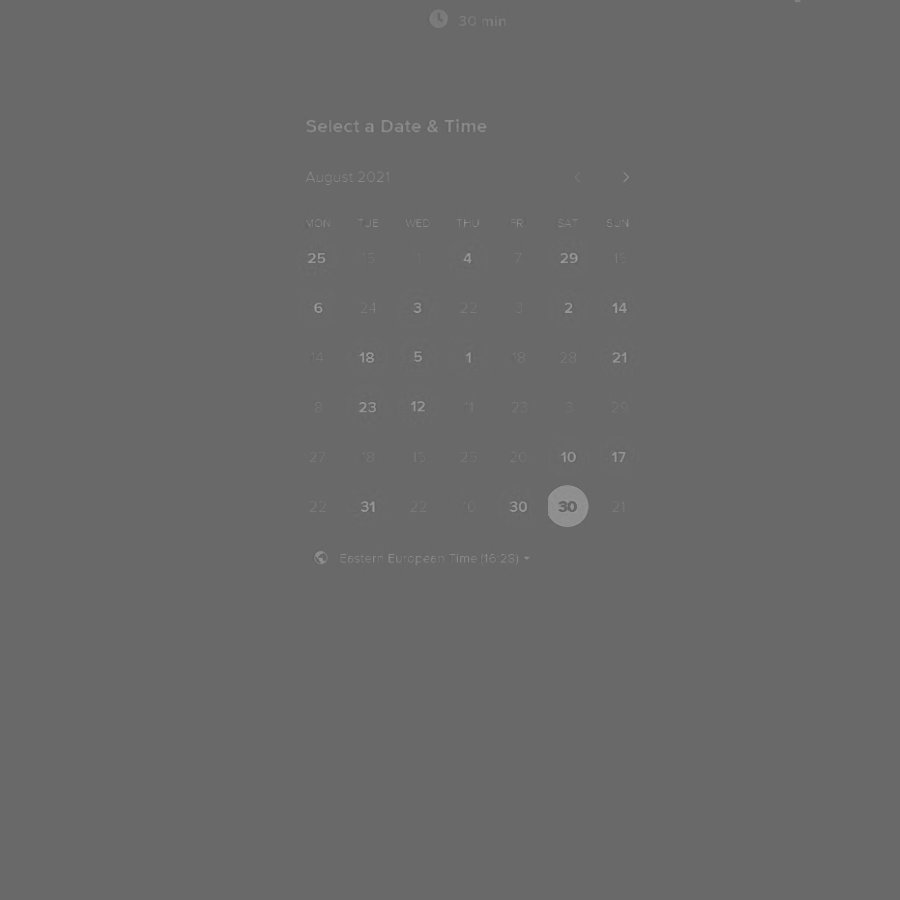 30 min
Select a Date & Time
August 2021
MON TUE WED THU FRI SAT SUN
25 15 1 4 7 29 15
6 24 3 22 3 2 14
14 18 5 1 18 28 21
8 23 12 11 23 3 29
27 18 15 25 20 10 17
22 31 22 10 30 30 21
Eastern European Time (16:28)